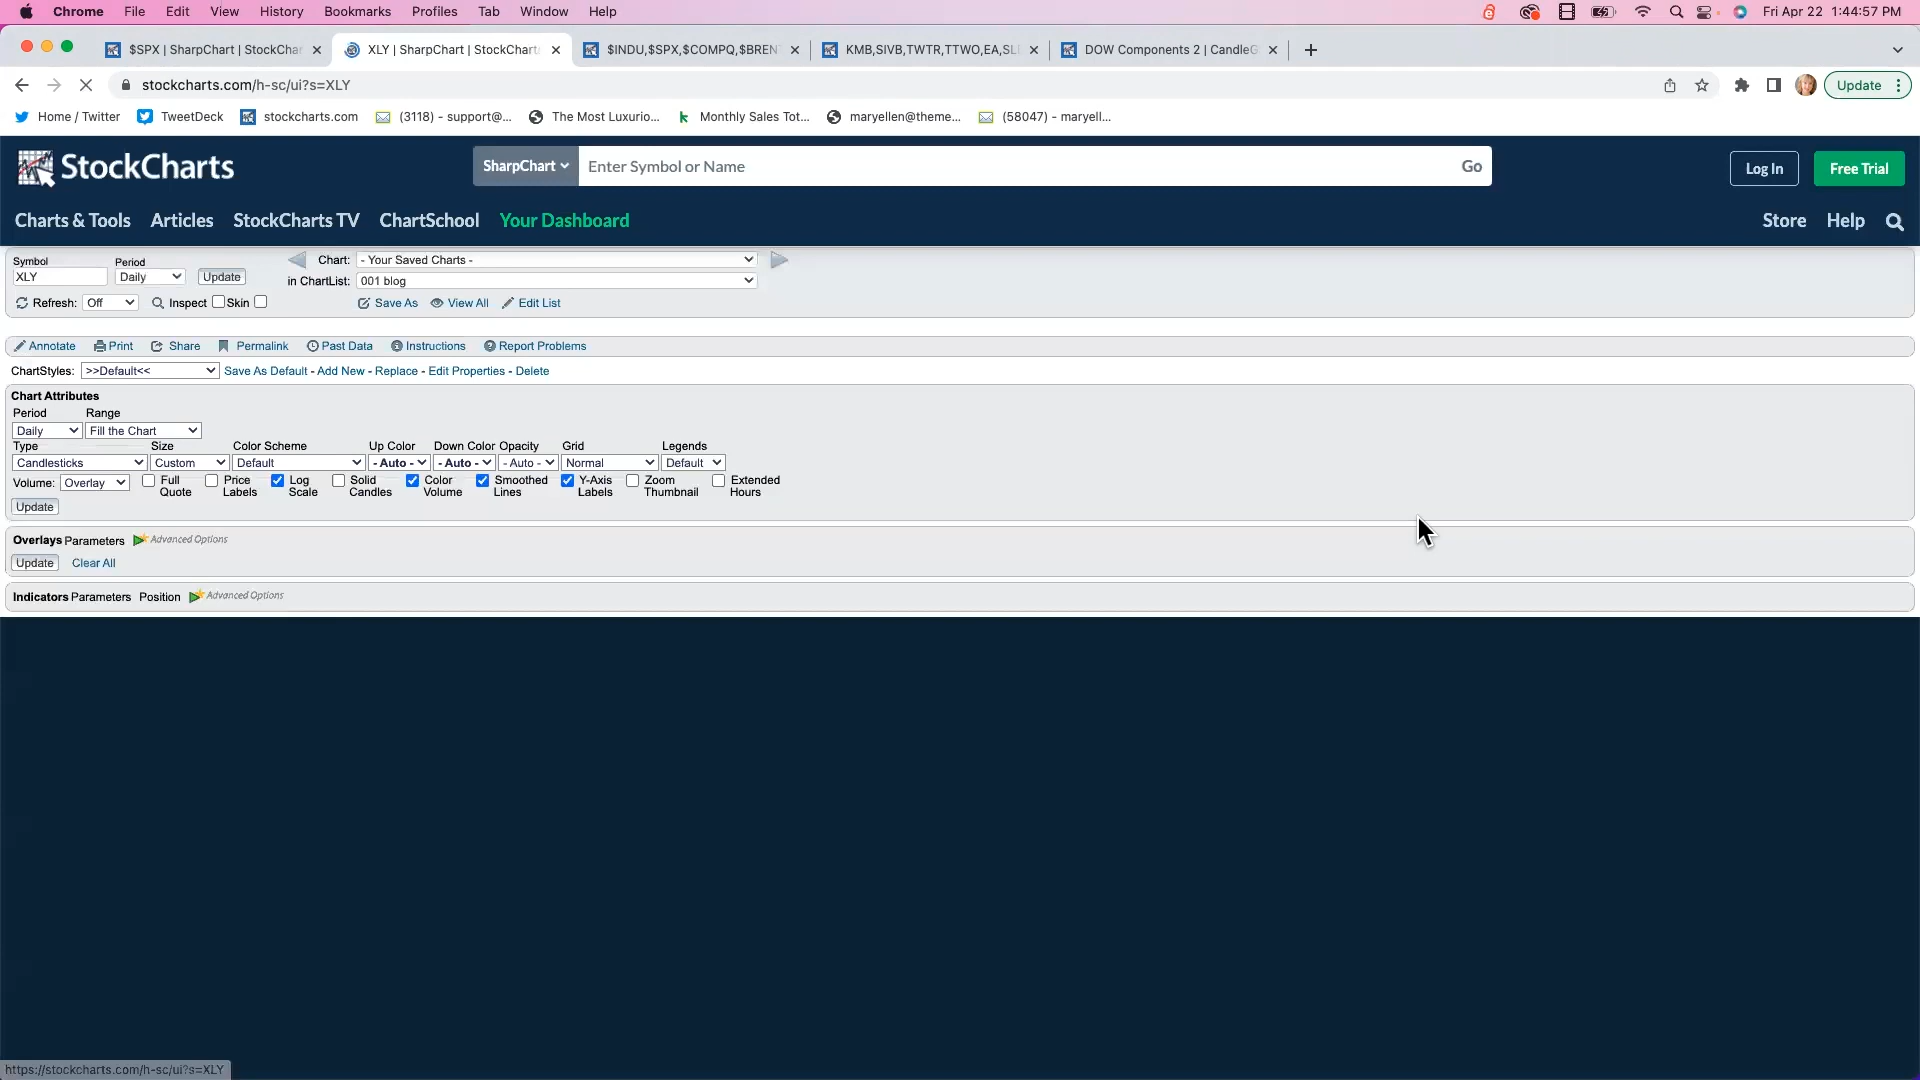 Chrome File Edit View History Bookmarks Profiles Tab Window Help Fri Apr 22 1:44:57 PM
$SPX | SharpChart | StockChar XLY | SharpChart | StockChart $INDU,$SPX,$COMPQ,$BREN KMB,SIVB,TWTR,TTWO,EA,SL DOW Components 2 | CandleG
stockcharts.com/h-sc/ui?s=XLY Update
Home / Twitter TweetDeck stockcharts.com (3118) - support@... The Most Luxurio... Monthly Sales Tot... maryellen@theme... (58047) - maryell...
StockCharts SharpChart Enter Symbol or Name Go Log In Free Trial
Charts & Tools Articles StockCharts TV ChartSchool Your Dashboard Store Help
Symbol Period Chart: - Your Saved Charts -
XLY Daily Update in ChartList: 001 blog
Refresh: Off Inspect Skin Save As View All Edit List
Annotate Print Share Permalink Past Data Instructions Report Problems
ChartStyles: >>Default<< Save As Default - Add New - Replace - Edit Properties - Delete
Chart Attributes
Period Range
Daily Fill the Chart
Type Size Color Scheme Up Color Down Color Opacity Grid Legends
Candlesticks Custom Default - Auto - - Auto - - Auto - Normal Default
Volume: Overlay Full Quote Price Labels Log Scale Solid Candles Color Volume Smoothed Lines Y-Axis Labels Zoom Thumbnail Extended Hours
Update
Overlays Parameters Advanced Options
Update Clear All
Indicators Parameters Position Advanced Options
https://stockcharts.com/h-sc/ui?s=XLY